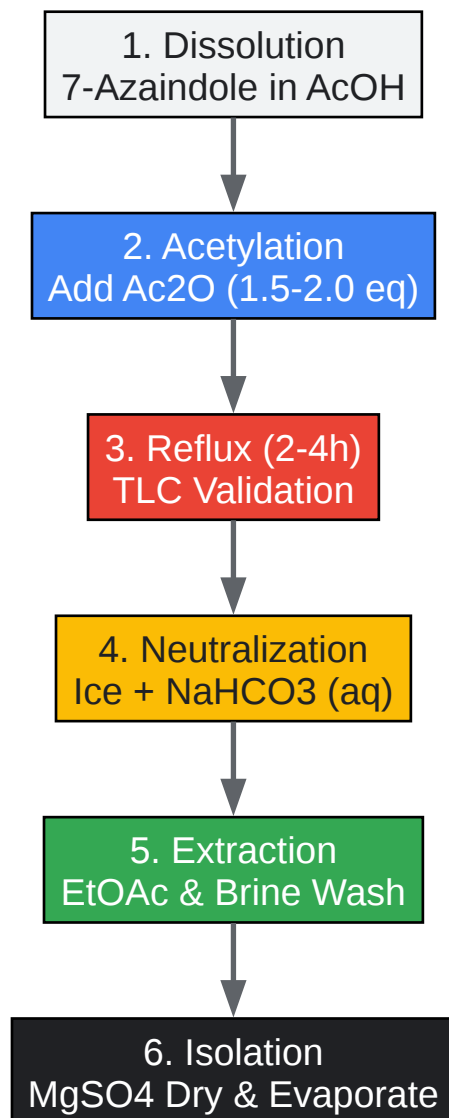 1. Dissolution
7-Azaindole in AcOH
2. Acetylation
Add Ac2O (1.5-2.0 eq)
3. Reflux (2-4h)
TLC Validation
4. Neutralization
Ice + NaHCO3 (aq)
5. Extraction
EtOAc & Brine Wash
6. Isolation
MgSO4 Dry & Evaporate